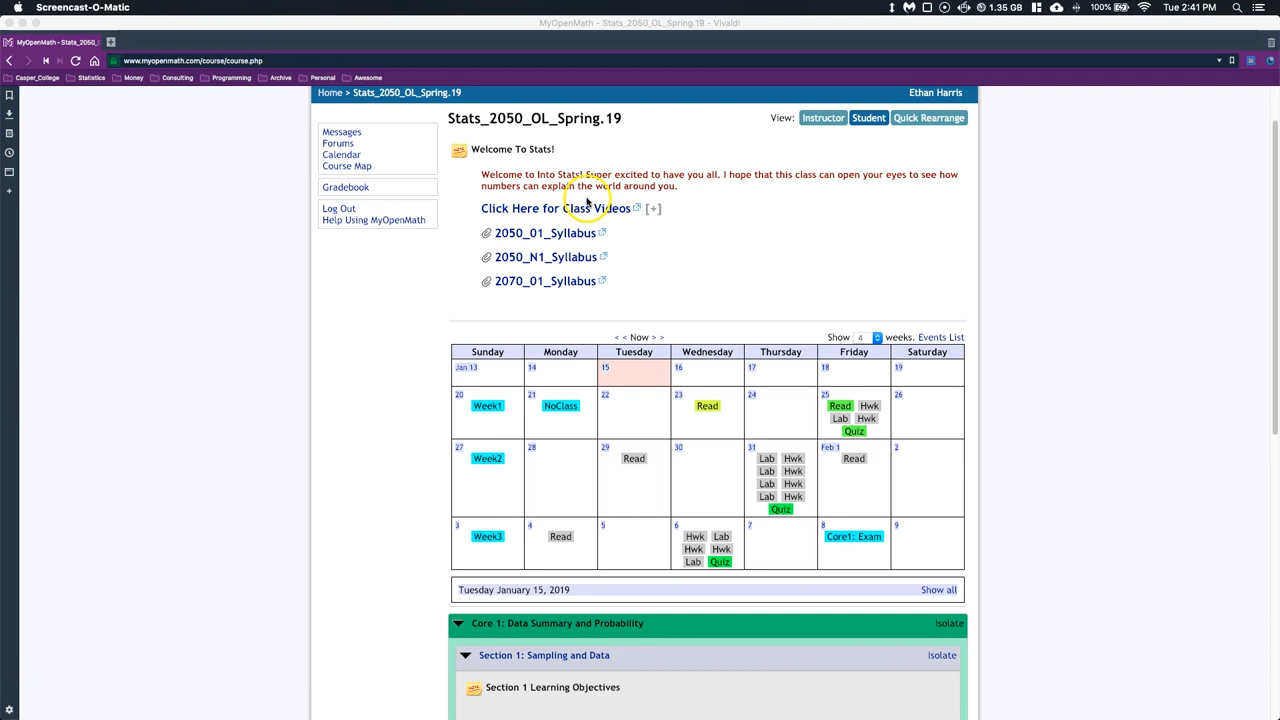 Screencast-O-Matic
1.35 GB
100%
Tue 2:41 PM
MyOpenMath - Stats_2050_OL_Spring.19 - Vivaldi
MyOpenMath - Stats_2050_
www.myopenmath.com/course/course.php
Casper_College Statistics Money Consulting Programming Archive Personal Awesome
Home > Stats_2050_OL_Spring.19
Ethan Harris
Messages
Forums
Calendar
Course Map
Gradebook
Log Out
Help Using MyOpenMath
Stats_2050_OL_Spring.19
View: Instructor Student Quick Rearrange
Welcome To Stats!
Welcome to Into Stats! Super excited to have you all. I hope that this class can open your eyes to see how
numbers can explain the world around you.
Click Here for Class Videos [+]
2050_01_Syllabus
2050_N1_Syllabus
2070_01_Syllabus
< < Now > >
Show 4 weeks. Events List
Sunday Monday Tuesday Wednesday Thursday Friday Saturday
Jan 13 14 15 16 17 18 19
20 21 22 23 24 25 26
Week1 NoClass Read Read Hwk
Lab Hwk
Quiz
27 28 29 30 31 Feb 1 2
Week2 Read Lab Hwk Read
Lab Hwk
Lab Hwk
Lab Hwk
Quiz
3 4 5 6 7 8 9
Week3 Read Hwk Lab Core1: Exam
Hwk Hwk
Lab Quiz
Tuesday January 15, 2019
Show all
Core 1: Data Summary and Probability
Isolate
Section 1: Sampling and Data
Isolate
Section 1 Learning Objectives